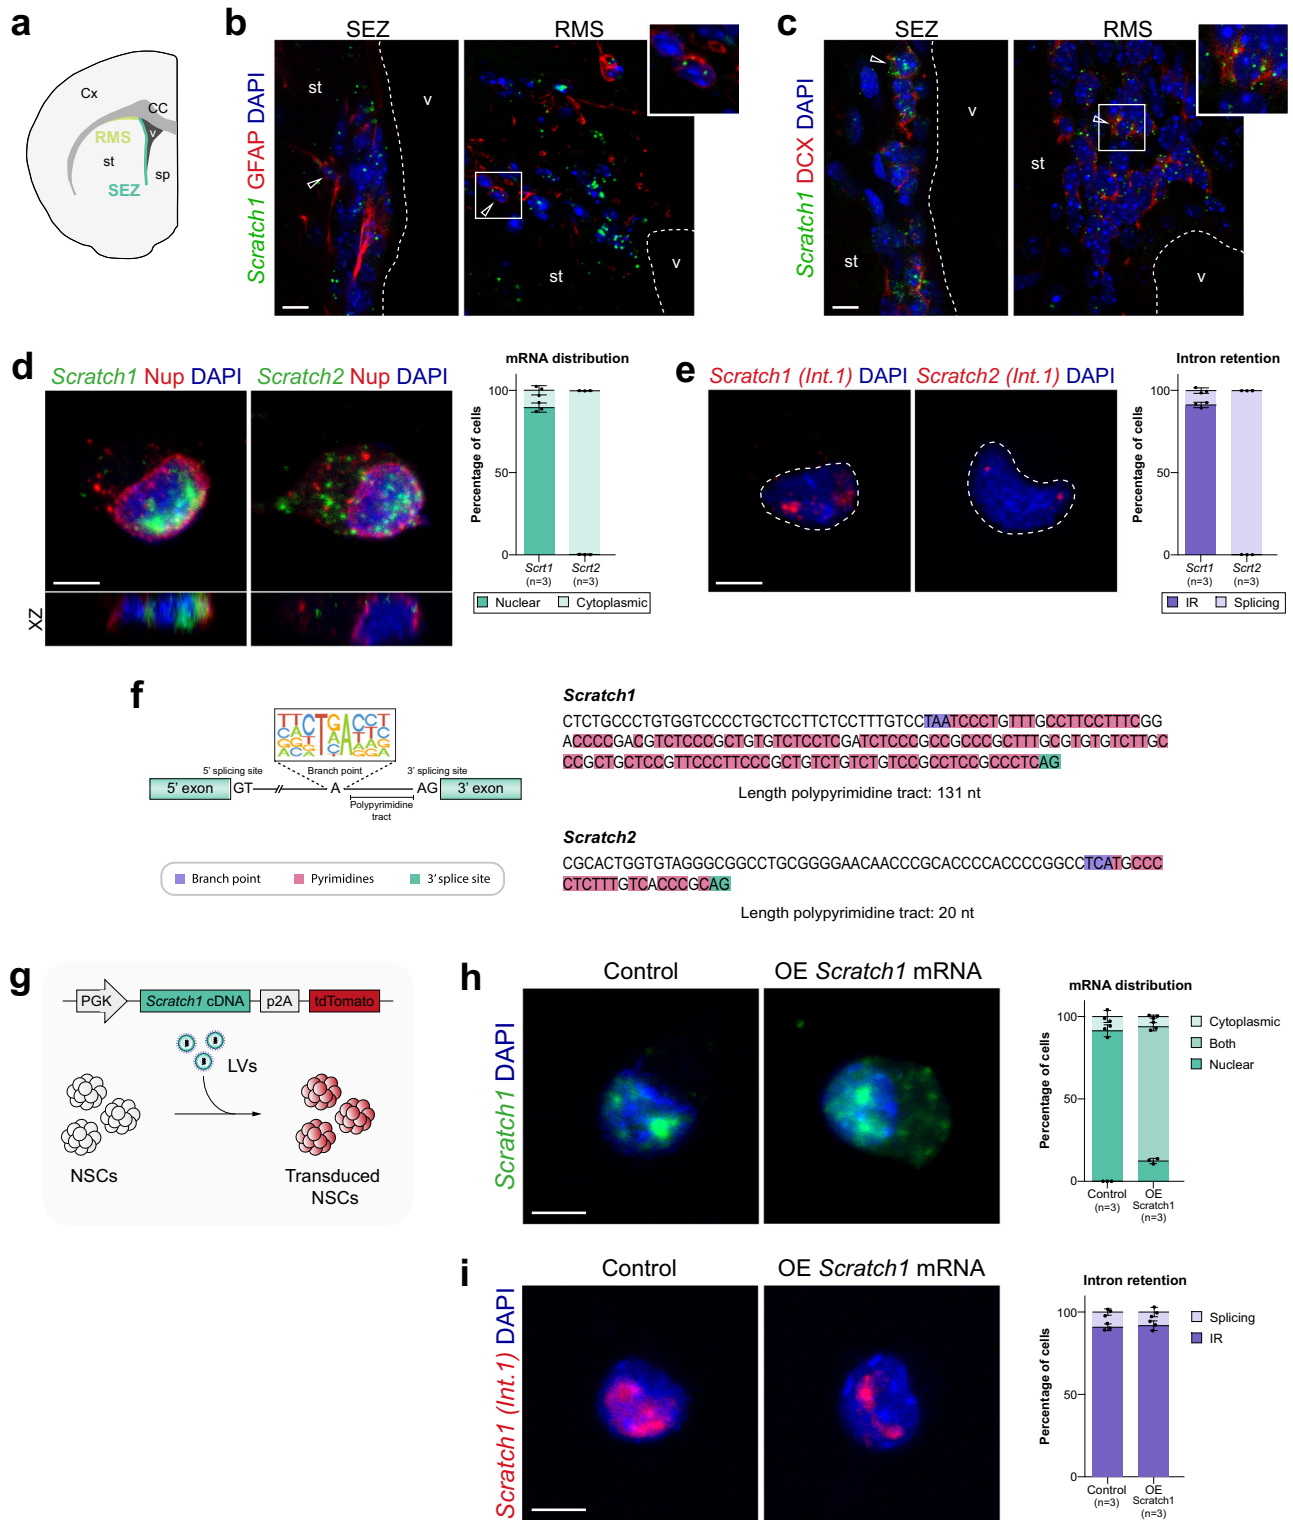 a
Cx
CC
RMS
v
st
sp
SEZ
b
SEZ
RMS
Scratch1 GFAP DAPI
st
v
st
v
c
SEZ
RMS
Scratch1 DCX DAPI
v
st
st
v
d
Scratch1 Nup DAPI
Scratch2 Nup DAPI
XZ
mRNA distribution
Percentage of cells
100
50
0
Scrt1
(n=3)
Scrt2
(n=3)
Nuclear
Cytoplasmic
e
Scratch1 (Int.1) DAPI
Scratch2 (Int.1) DAPI
Intron retention
Percentage of cells
100
50
0
Scrt1
(n=3)
Scrt2
(n=3)
IR
Splicing
f
5' splicing site
Branch point
3' splicing site
5' exon
GT
A
AG
3' exon
Polypyrimidine
tract
Branch point
Pyrimidines
3' splice site
Scratch1
CTCTGCCCTGTGGTCCCCTGCTCCTTCTCCTTTGTCCTAATCCCTGTTTGCCTTCCTTTCGG
ACCCCGACGTCTCCCGCTGTGTCTCCTCGATCTCCCGCCGCCCGCTTTGCGTGTGTCTTGC
CCGCTGCTCCGTTCCCTTCCCGCTGTCTGTCTGTCCGCCTCCGCCCTCAG
Length polypyrimidine tract: 131 nt
Scratch2
CGCACTGGTGTAGGGCGGCCTGCGGGGAACAACCCGCACCCCACCCCGGCCTCATGCCC
CTCTTTGTCACCCGCAG
Length polypyrimidine tract: 20 nt
g
PGK
Scratch1 cDNA
p2A
tdTomato
LVs
NSCs
Transduced
NSCs
h
Control
OE Scratch1 mRNA
Scratch1 DAPI
mRNA distribution
Percentage of cells
100
50
0
Control
(n=3)
OE
Scratch1
(n=3)
Cytoplasmic
Both
Nuclear
i
Control
OE Scratch1 mRNA
Scratch1 (Int.1) DAPI
Intron retention
Percentage of cells
100
50
0
Control
(n=3)
OE
Scratch1
(n=3)
Splicing
IR